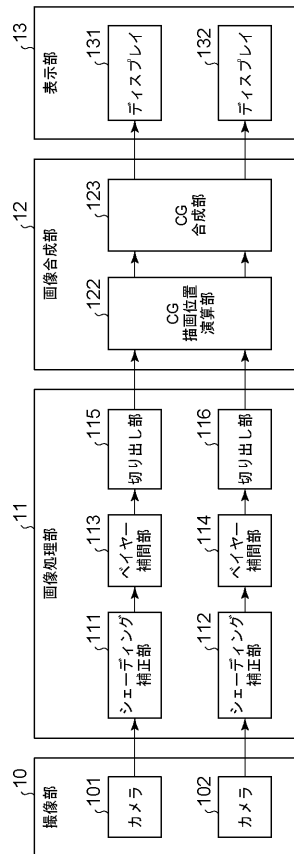 10
撮像部
101
カメラ
102
カメラ
11
画像処理部
111
シェーディング
補正部
113
ベイヤー
補間部
115
切り出し部
112
シェーディング
補正部
114
ベイヤー
補間部
116
切り出し部
12
画像合成部
122
CG
描画位置
演算部
123
CG
合成部
13
表示部
131
ディスプレイ
132
ディスプレイ